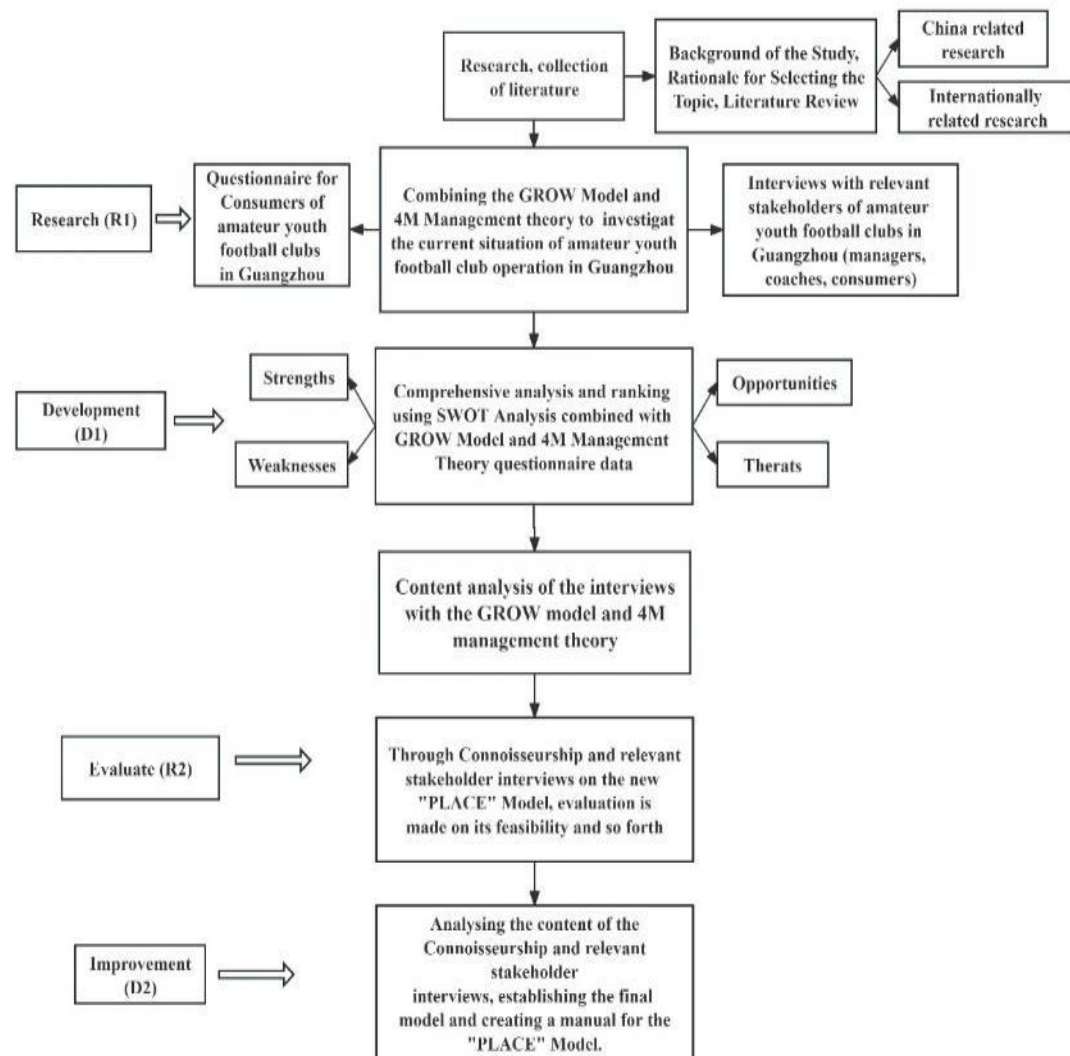 Research, collection
of literature
Background of the Study,
Rationale for Selecting the
Topic, Literature Review
China related
research
Internationally
related research
Research (R1)
Questionnaire for
Consumers of
amateur youth
football clubs
in Guangzhou
Combining the GROW Model and
4M Management theory to investigat
the current situation of amateur youth
football club operation in Guangzhou
Interviews with relevant
stakeholders of amateur
youth football clubs in
Guangzhou (managers,
coaches, consumers)
Development
(D1)
Strengths
Weaknesses
Comprehensive analysis and ranking
using SWOT Analysis combined with
GROW Model and 4M Management
Theory questionnaire data
Opportunities
Therats
Content analysis of the interviews
with the GROW model and 4M
management theory
Evaluate (R2)
Through Connoisseurship and relevant
stakeholder interviews on the new
"PLACE" Model, evaluation is
made on its feasibility and so forth
Improvement
(D2)
Analysing the content of the
Connoisseurship and relevant
stakeholder
interviews, establishing the final
model and creating a manual for the
"PLACE" Model.